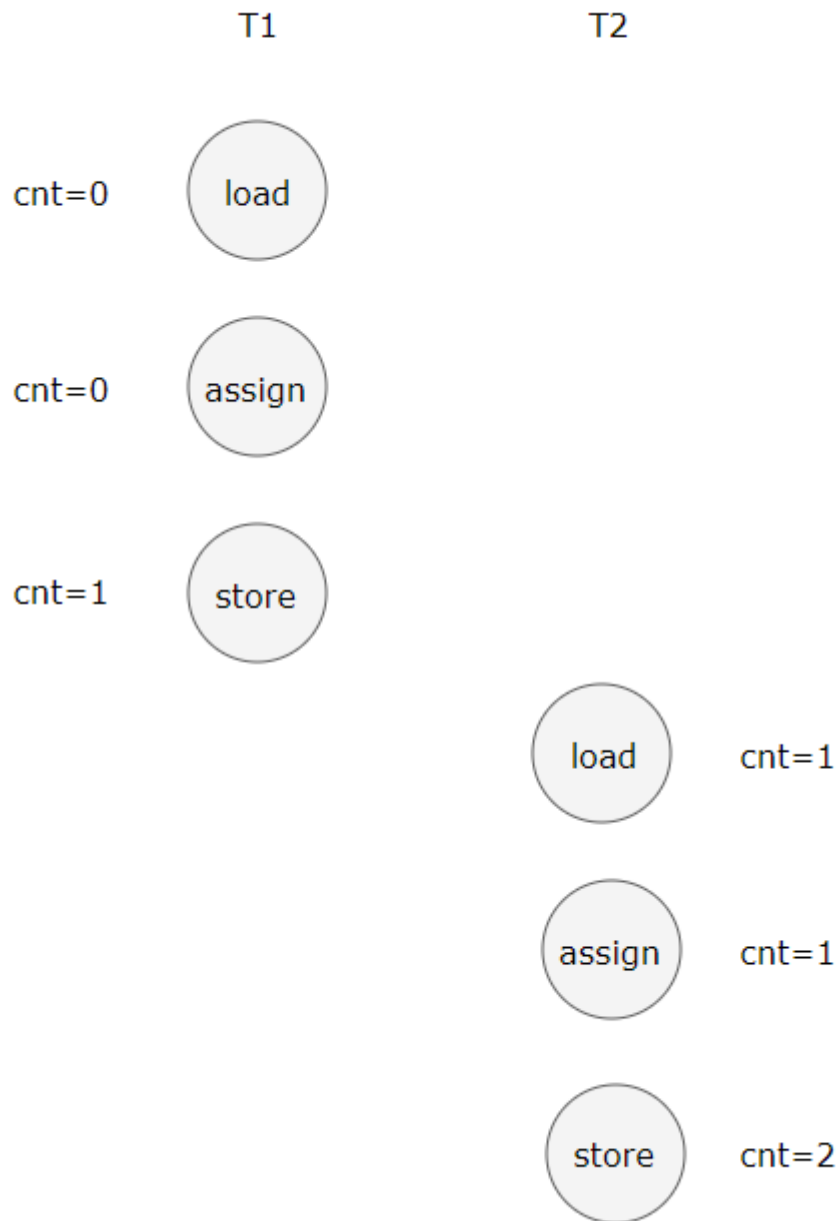 T1 T2
cnt=0 load
cnt=0 assign
cnt=1 store
load cnt=1
assign cnt=1
store cnt=2